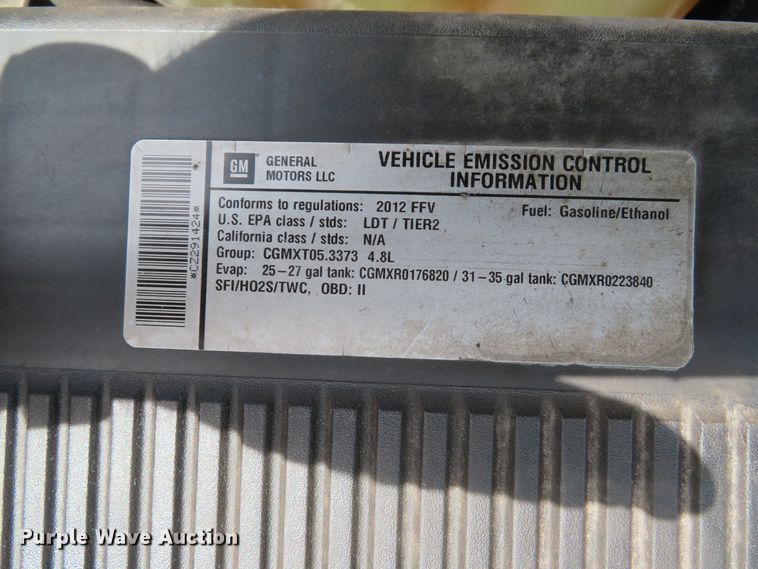 *CZ291424*
GM GENERAL MOTORS LLC
VEHICLE EMISSION CONTROL
INFORMATION
Conforms to regulations: 2012 FFV Fuel: Gasoline/Ethanol
U.S. EPA class / stds: LDT / TIER2
California class / stds: N/A
Group: CGMXT05.3373 4.8L
Evap: 25-27 gal tank: CGMXR0176820 / 31-35 gal tank: CGMXR0223840
SFI/HO2S/TWC, OBD: II
Purple Wave Auction